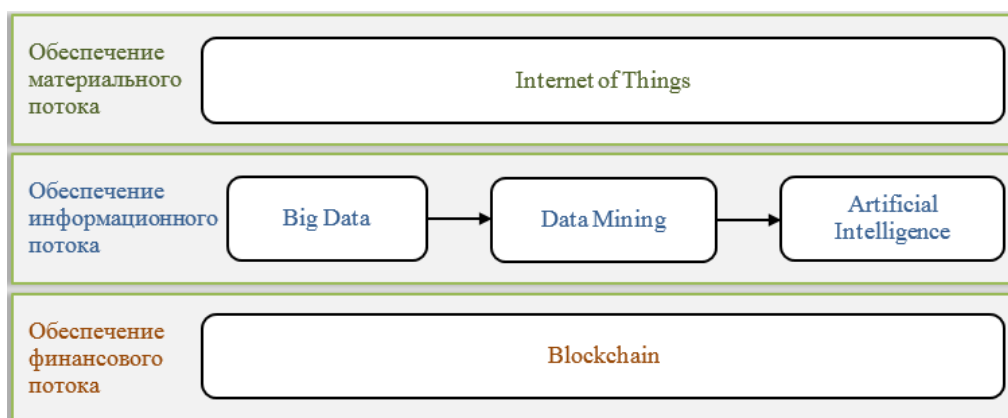 Обеспечение
материального
потока
Internet of Things
Обеспечение
информационного
потока
Big Data
Data Mining
Artificial
Intelligence
Обеспечение
финансового
потока
Blockchain